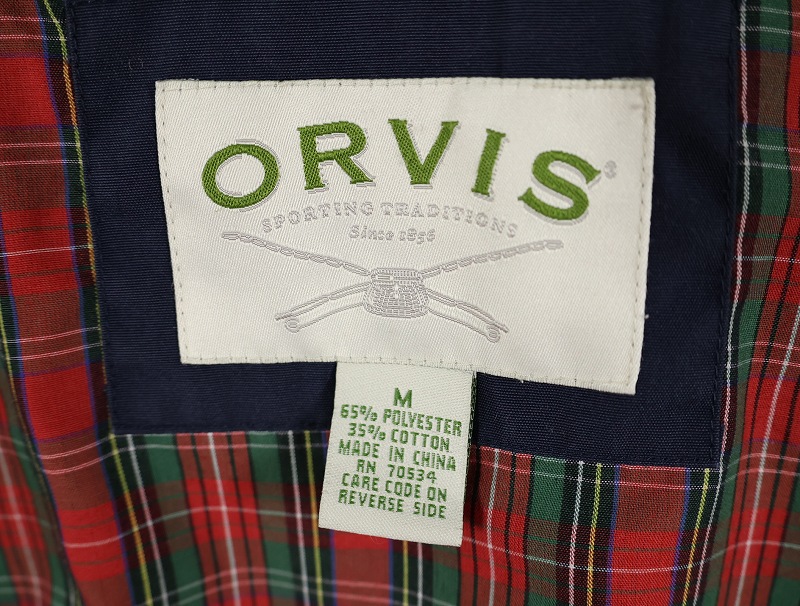 ORVIS®
SPORTING TRADITIONS
Since 1856
M
65% POLYESTER
35% COTTON
MADE IN CHINA
RN 70534
CARE CODE ON
REVERSE SIDE